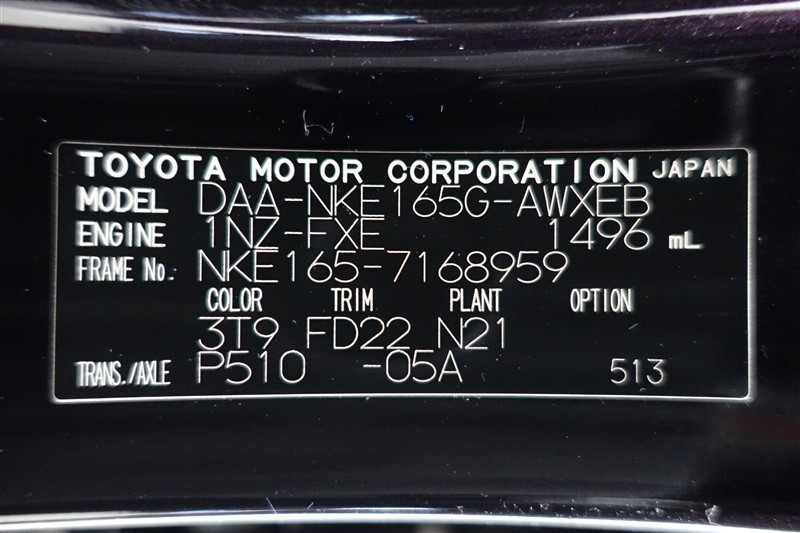 TOYOTA MOTOR CORPORATION JAPAN
MODEL DAA-NKE165G-AWXEB
ENGINE 1NZ-FXE 1496 mL
FRAME No. NKE165-7168959
COLOR TRIM PLANT OPTION
3T9 FD22 N21
TRANS./AXLE P510 -05A 513